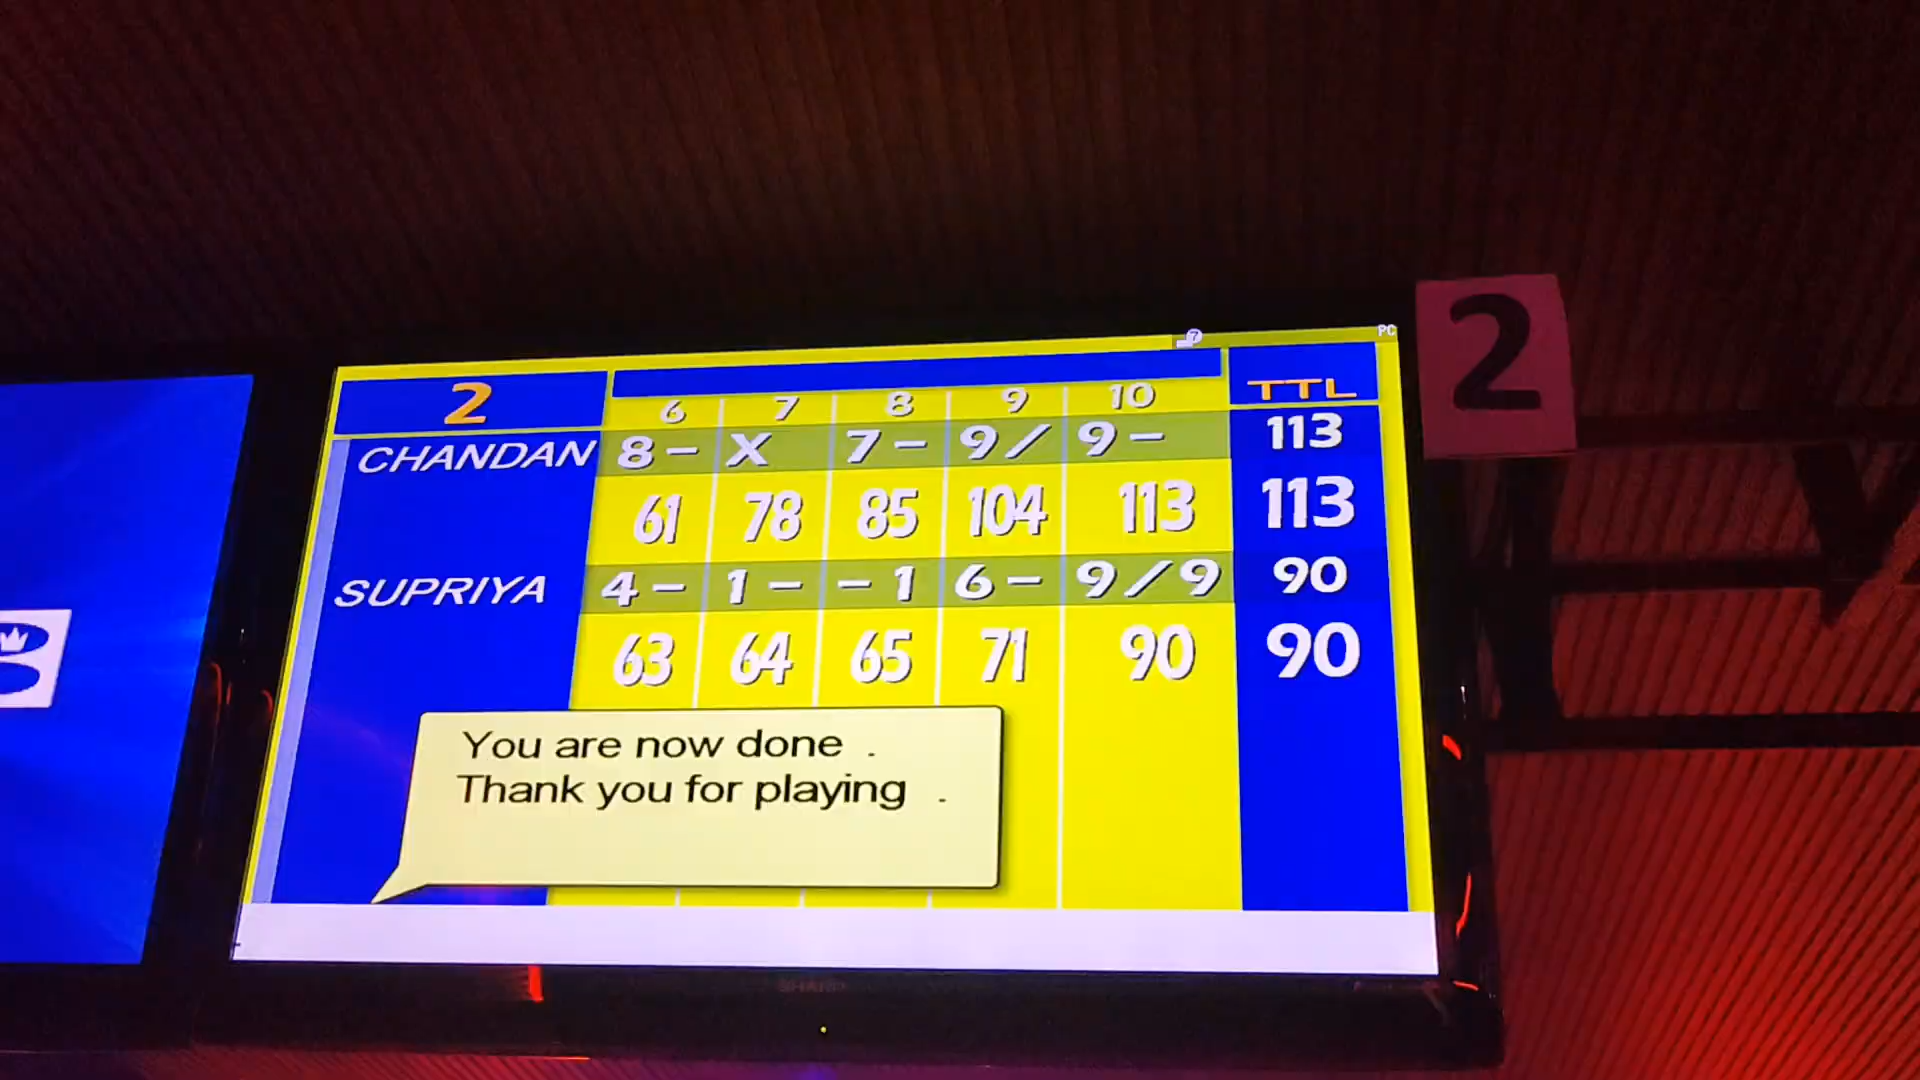 PC
2
2 6 7 8 9 10 TTL
CHANDAN 8 - X 7 - 9 / 9 - 113
61 78 85 104 113 113
SUPRIYA 4 - 1 - - 1 6 - 9 / 9 90
63 64 65 71 90 90
You are now done .
Thank you for playing .
SHARP